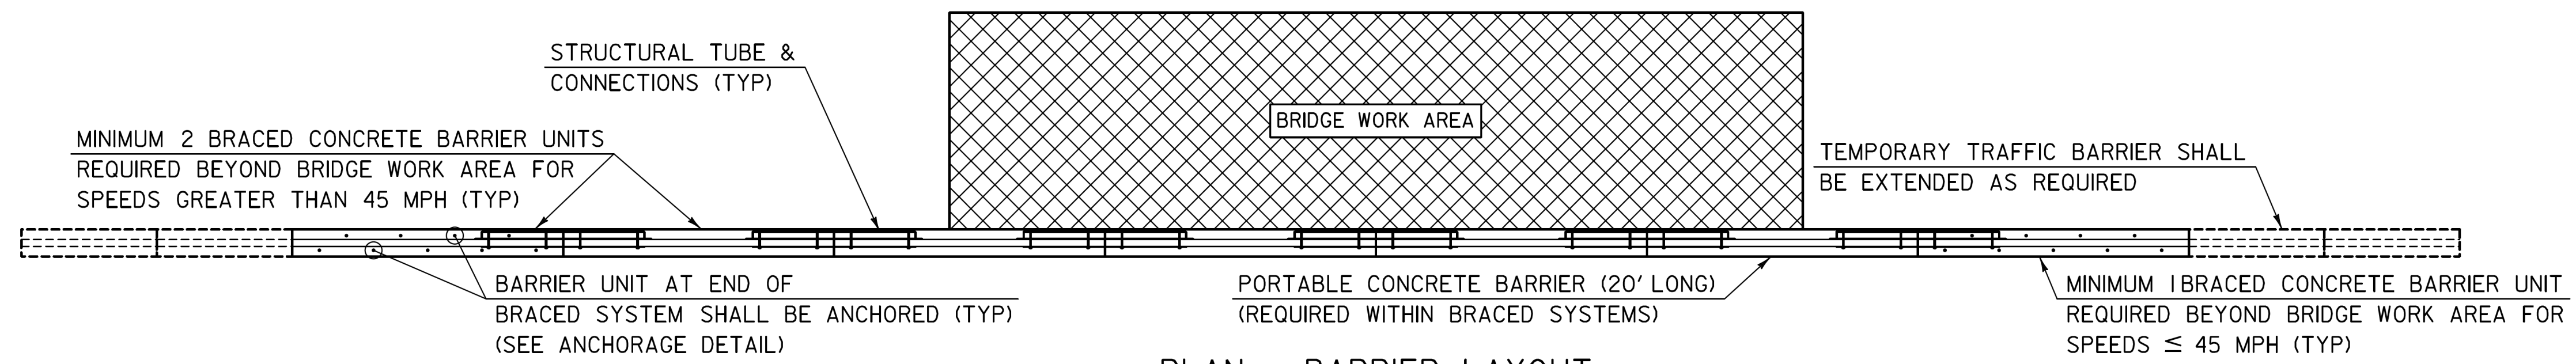 STRUCTURAL TUBE &
CONNECTIONS (TYP)
BRIDGE WORK AREA
MINIMUM 2 BRACED CONCRETE BARRIER UNITS
REQUIRED BEYOND BRIDGE WORK AREA FOR
SPEEDS GREATER THAN 45 MPH (TYP)
TEMPORARY TRAFFIC BARRIER SHALL
BE EXTENDED AS REQUIRED
BARRIER UNIT AT END OF
BRACED SYSTEM SHALL BE ANCHORED (TYP)
(SEE ANCHORAGE DETAIL)
PORTABLE CONCRETE BARRIER (20' LONG)
(REQUIRED WITHIN BRACED SYSTEMS)
MINIMUM 1 BRACED CONCRETE BARRIER UNIT
REQUIRED BEYOND BRIDGE WORK AREA FOR
SPEEDS ≤ 45 MPH (TYP)
PLAN - BARRIER LAYOUT